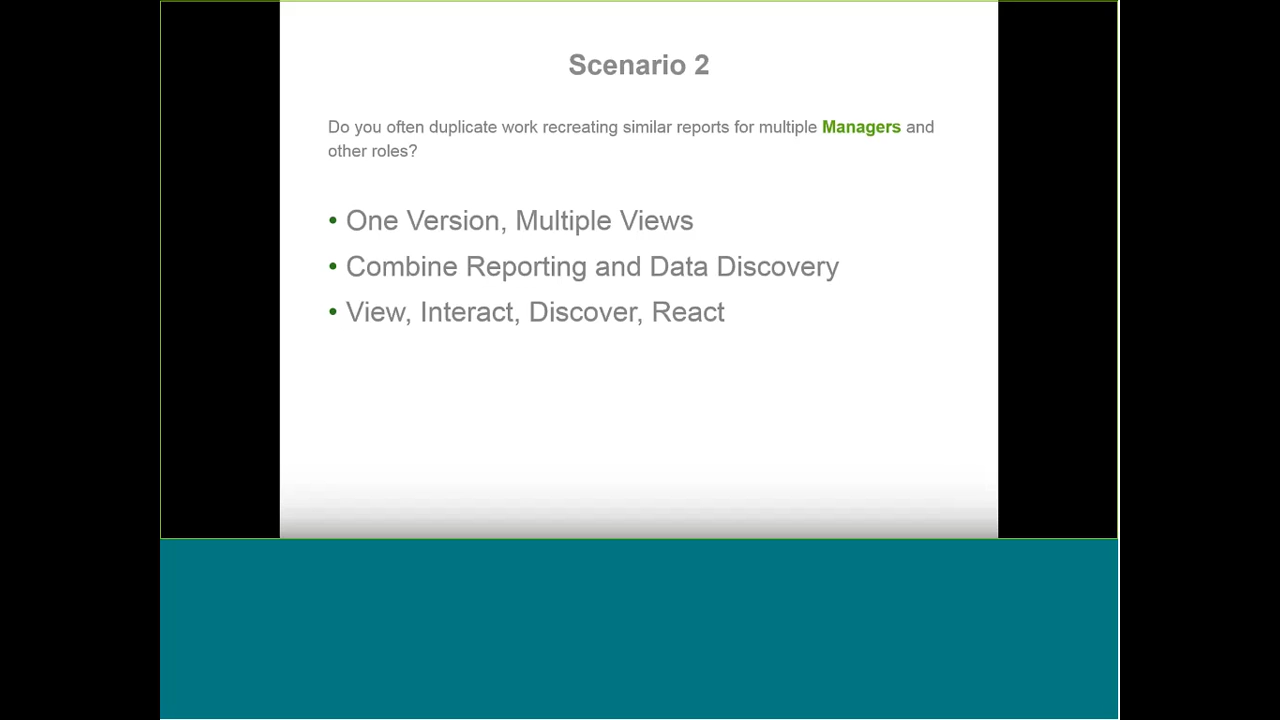 Scenario 2
Do you often duplicate work recreating similar reports for multiple Managers and
other roles?
• One Version, Multiple Views
• Combine Reporting and Data Discovery
• View, Interact, Discover, React